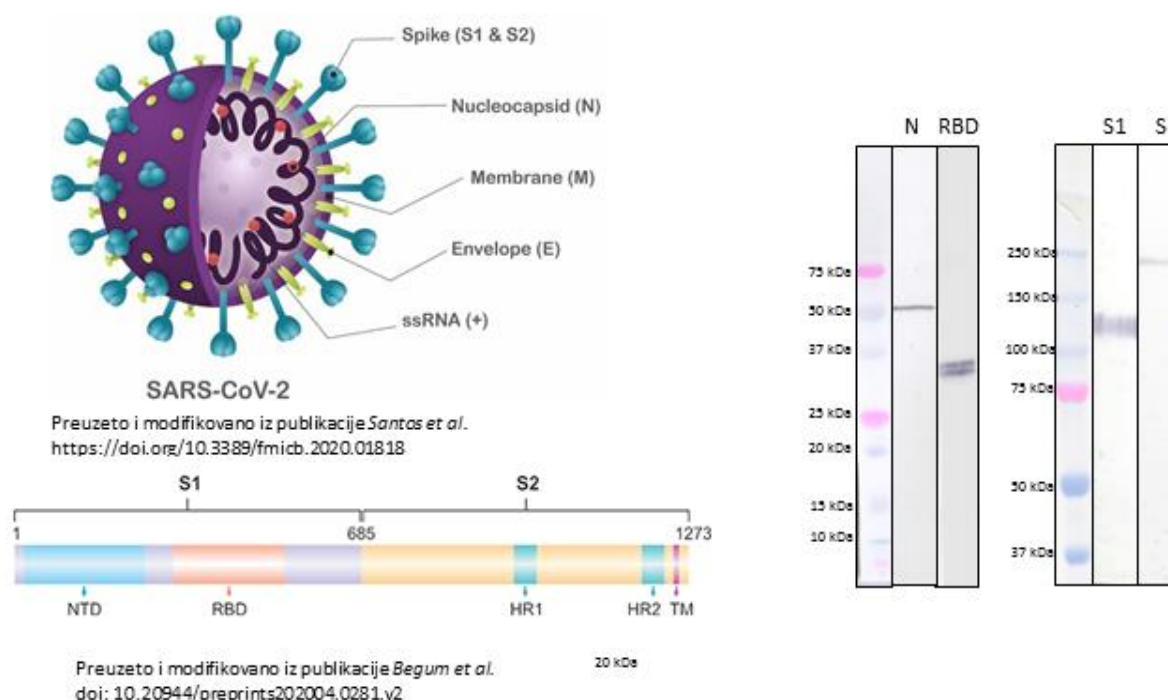 Spike (S1 & S2)
Nucleocapsid (N)
Membrane (M)
Envelope (E)
ssRNA (+)
SARS-CoV-2
Preuzeto i modifikovano iz publikacije Santos et al.
https://doi.org/10.3389/fmicb.2020.01818
S1 S2
1 685 1273
NTD RBD HR1 HR2 TM
Preuzeto i modifikovano iz publikacije Begum et al.
doi: 10.20944/preprints202004.0281.v2
20 kDa
N RBD
75 kDa
50 kDa
37 kDa
25 kDa
20 kDa
15 kDa
10 kDa
S1 S
250 kDa
150 kDa
100 kDa
75 kDa
50 kDa
37 kDa